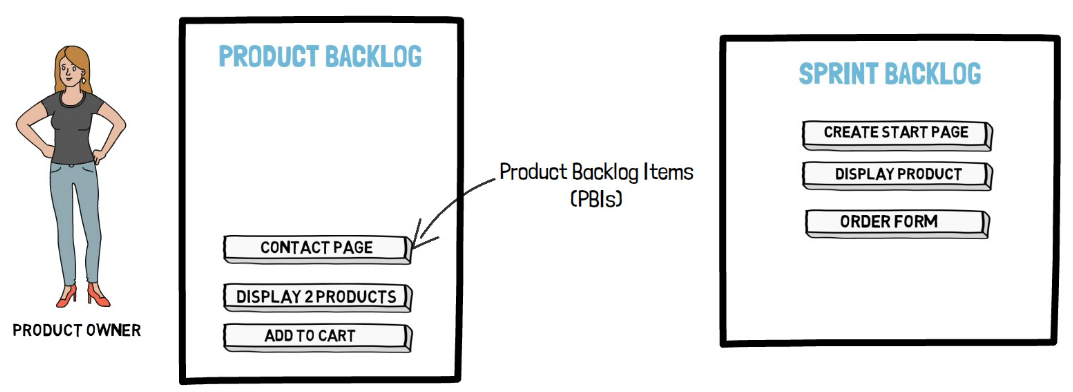 PRODUCT BACKLOG
Product Backlog Items
(PBIs)
CONTACT PAGE
DISPLAY 2 PRODUCTS
ADD TO CART
PRODUCT OWNER
SPRINT BACKLOG
CREATE START PAGE
DISPLAY PRODUCT
ORDER FORM